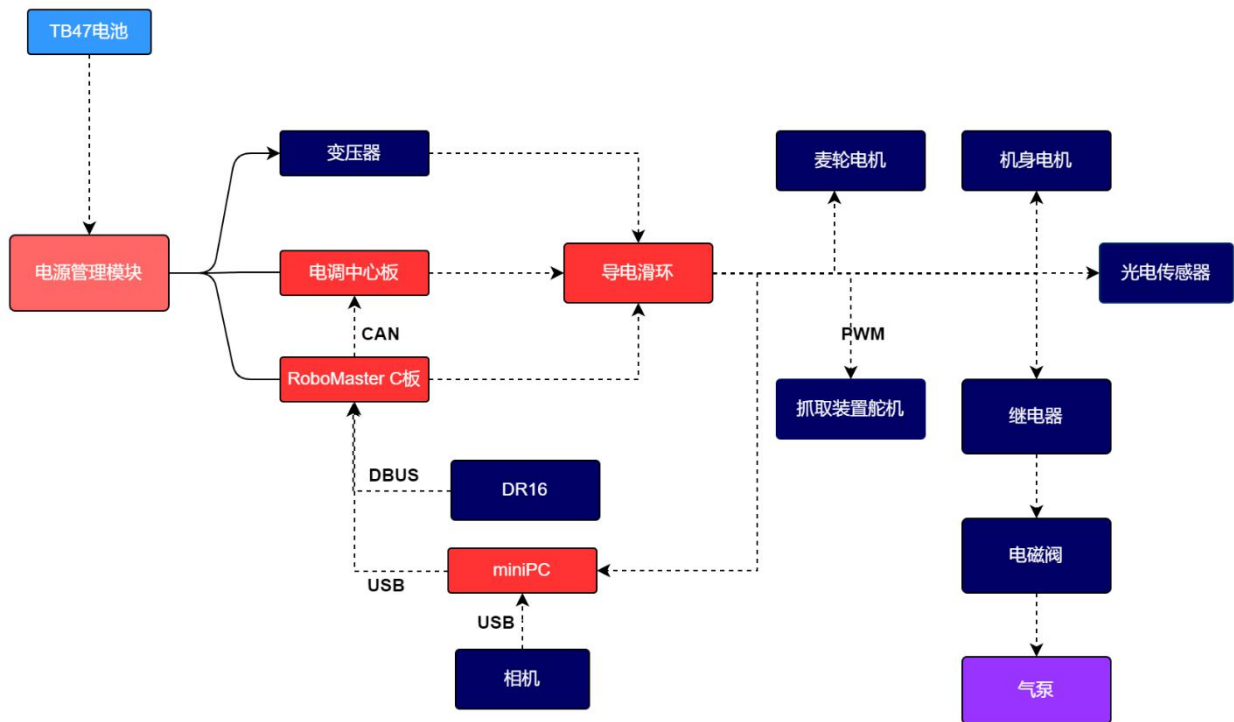 TB47电池
变压器
麦轮电机
机身电机
电源管理模块
电调中心板
导电滑环
光电传感器
CAN
PWM
RoboMaster C板
抓取装置舵机
继电器
DBUS
DR16
电磁阀
miniPC
USB
USB
相机
气泵